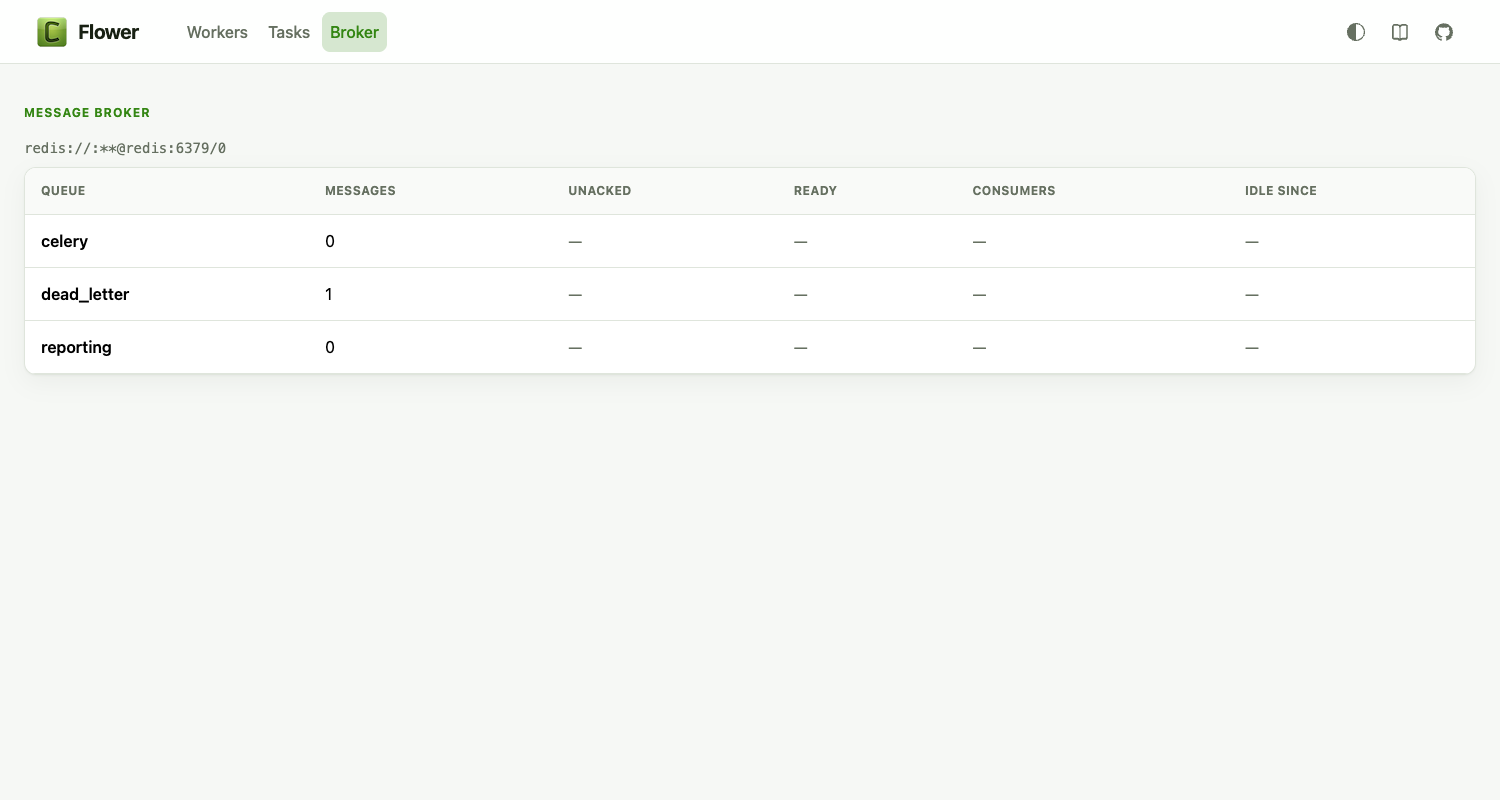 C Flower Workers Tasks Broker
MESSAGE BROKER
redis://:**@redis:6379/0
QUEUE MESSAGES UNACKED READY CONSUMERS IDLE SINCE
celery 0 — — — —
dead_letter 1 — — — —
reporting 0 — — — —